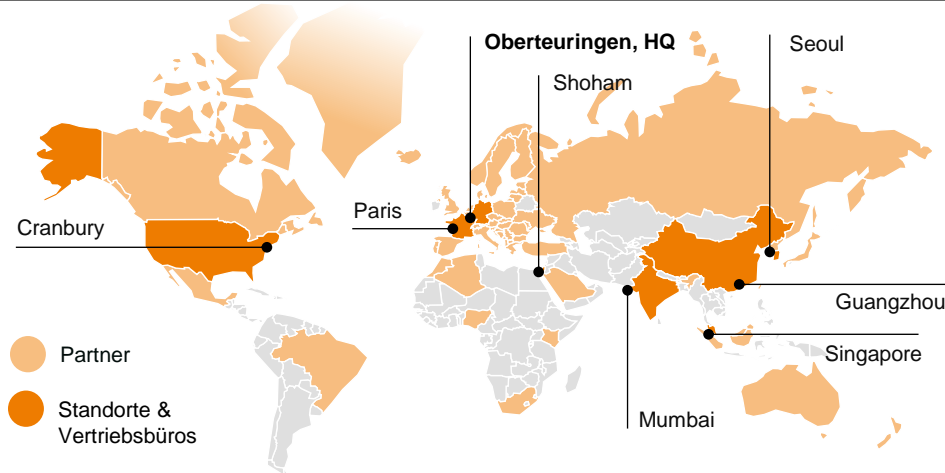 Oberteuringen, HQ
Seoul
Shoham
Paris
Cranbury
Guangzhou
Partner
Singapore
Standorte &
Vertriebsbüros
Mumbai